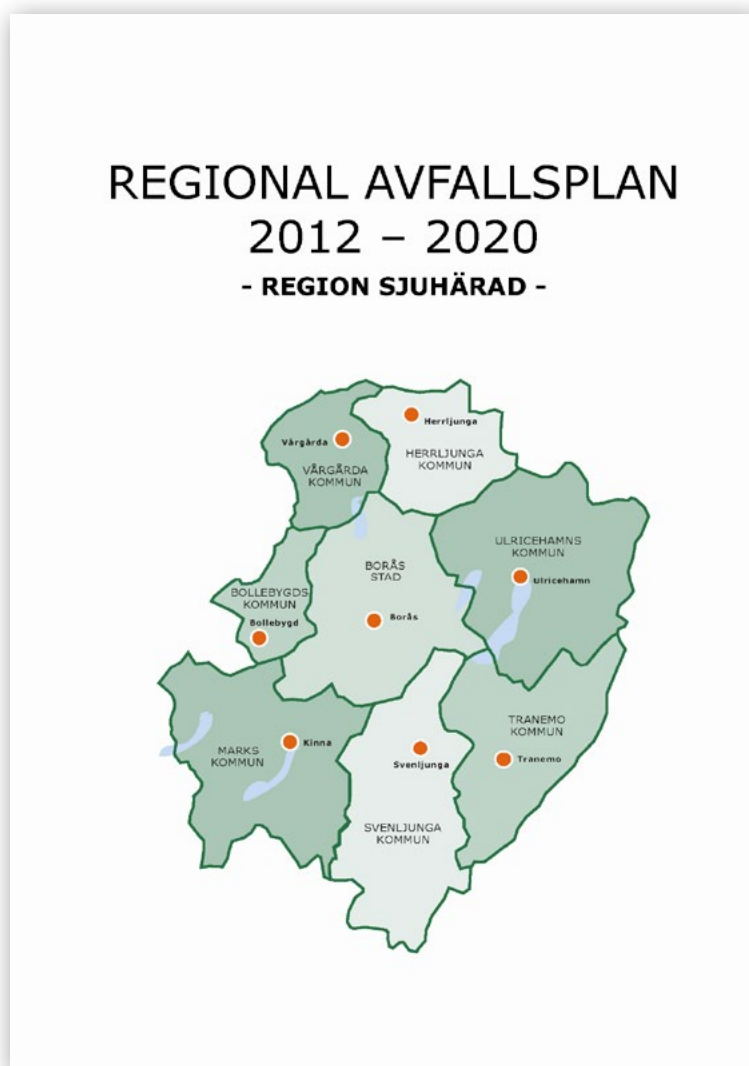 REGIONAL AVFALLSPLAN
2012 – 2020
- REGION SJUHÄRAD -
Herrljunga
Vårgårda
HERRLJUNGA
KOMMUN
VÅRGÅRDA
KOMMUN
ULRICEHAMNS
KOMMUN
BORÅS
STAD
Ulricehamn
BOLLEBYGDS
KOMMUN
Borås
Bollebygd
TRANEMO
KOMMUN
Kinna
MARKS
KOMMUN
Svenljunga
Tranemo
SVENLJUNGA
KOMMUN